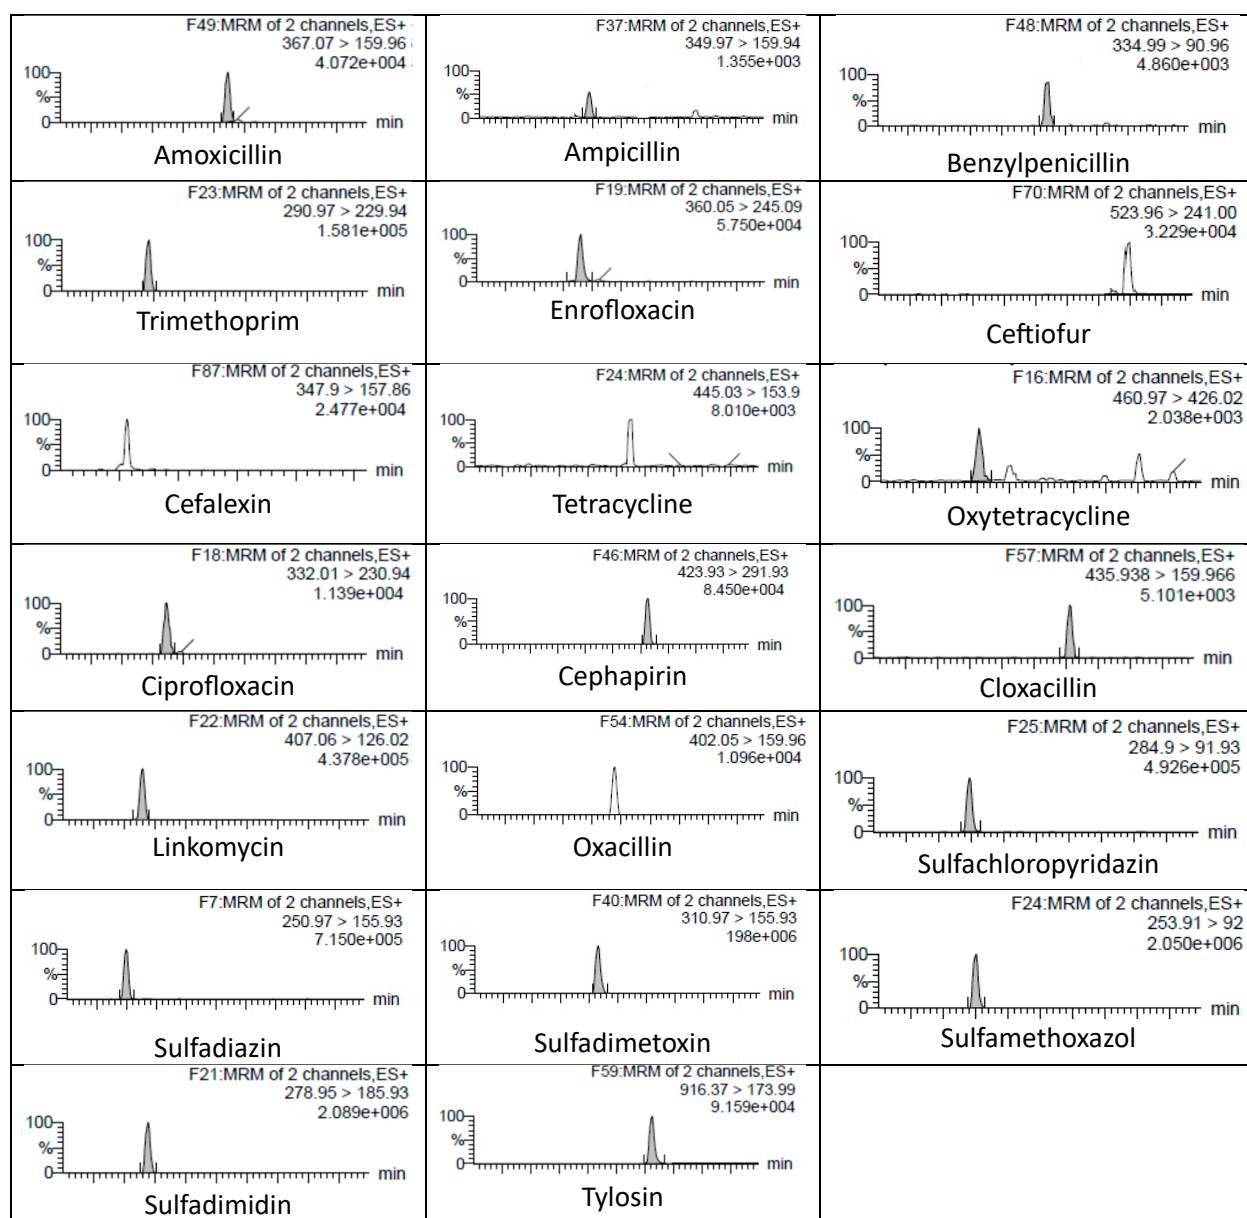 F49:MRM of 2 channels,ES+
367.07 > 159.96
4.072e+004
100
%
0
min
Amoxicillin
F37:MRM of 2 channels,ES+
349.97 > 159.94
1.355e+003
100
%
0
min
Ampicillin
F48:MRM of 2 channels,ES+
334.99 > 90.96
4.860e+003
100
%
0
min
Benzylpenicillin
F23:MRM of 2 channels,ES+
290.97 > 229.94
1.581e+005
100
%
0
min
Trimethoprim
F19:MRM of 2 channels,ES+
360.05 > 245.09
5.750e+004
100
%
0
min
Enrofloxacin
F70:MRM of 2 channels,ES+
523.96 > 241.00
3.229e+004
100
%
0
min
Ceftiofur
F87:MRM of 2 channels,ES+
347.9 > 157.86
2.477e+004
100
%
0
min
Cefalexin
F24:MRM of 2 channels,ES+
445.03 > 153.9
8.010e+003
100
%
0
min
Tetracycline
F16:MRM of 2 channels,ES+
460.97 > 426.02
2.038e+003
100
%
0
min
Oxytetracycline
F18:MRM of 2 channels,ES+
332.01 > 230.94
1.139e+004
100
%
0
min
Ciprofloxacin
F46:MRM of 2 channels,ES+
423.93 > 291.93
8.450e+004
100
%
0
min
Cephapirin
F57:MRM of 2 channels,ES+
435.938 > 159.966
5.101e+003
100
%
0
min
Cloxacillin
F22:MRM of 2 channels,ES+
407.06 > 126.02
4.378e+005
100
%
0
min
Linkomycin
F54:MRM of 2 channels,ES+
402.05 > 159.96
1.096e+004
100
%
0
min
Oxacillin
F25:MRM of 2 channels,ES+
284.9 > 91.93
4.926e+005
100
%
0
min
Sulfachloropyridazin
F7:MRM of 2 channels,ES+
250.97 > 155.93
7.150e+005
100
%
0
min
Sulfadiazin
F40:MRM of 2 channels,ES+
310.97 > 155.93
198e+006
100
%
0
min
Sulfadimetoxin
F24:MRM of 2 channels,ES+
253.91 > 92
2.050e+006
100
%
0
min
Sulfamethoxazol
F21:MRM of 2 channels,ES+
278.95 > 185.93
2.089e+006
100
%
0
min
Sulfadimidin
F59:MRM of 2 channels,ES+
916.37 > 173.99
9.159e+004
100
%
0
min
Tylosin